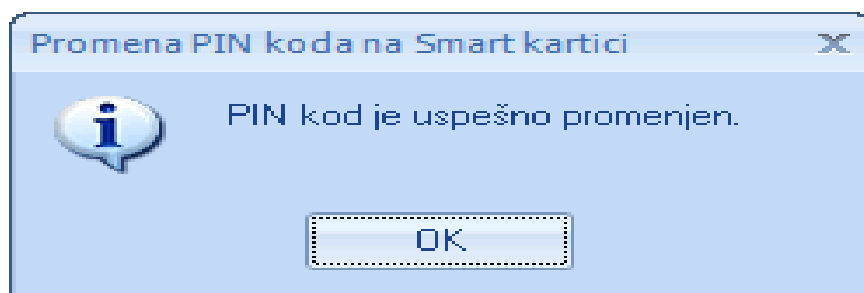 Promena PIN koda na Smart kartici
PIN kod je uspešno promenjen.
OK